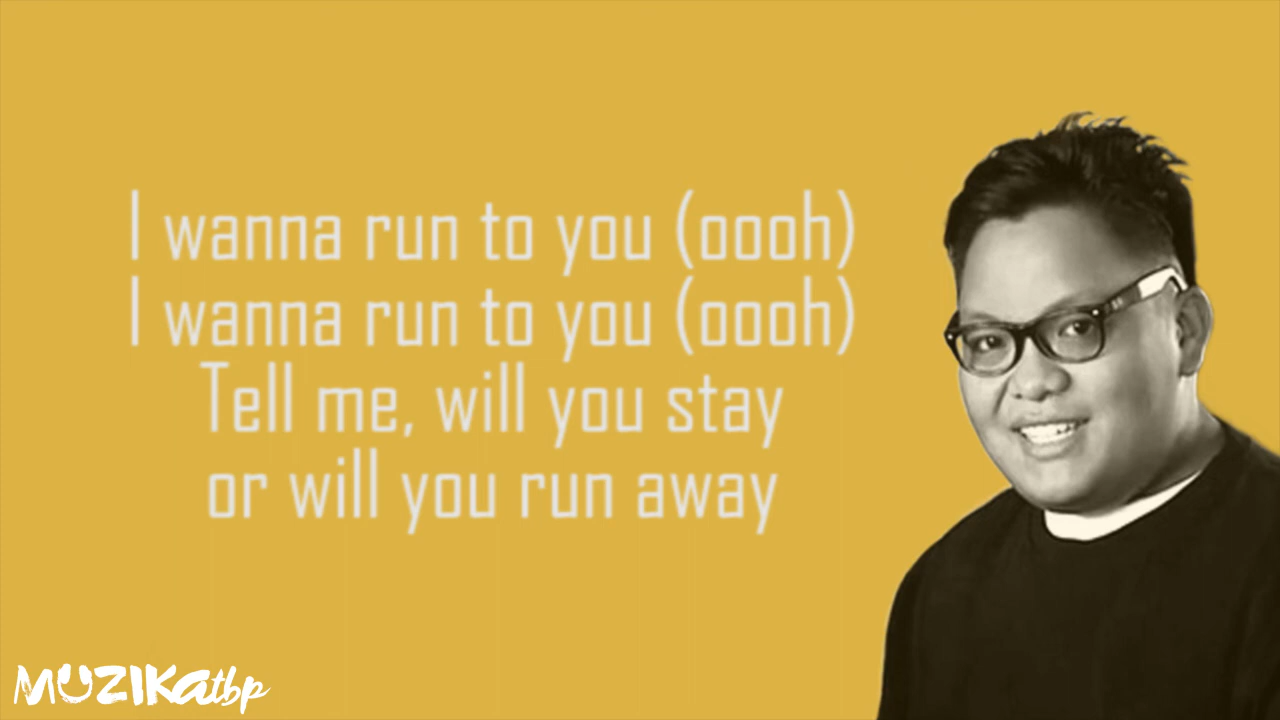 I wanna run to you (oooh)
I wanna run to you (oooh)
Tell me, will you stay
or will you run away
MUZIKAtbp